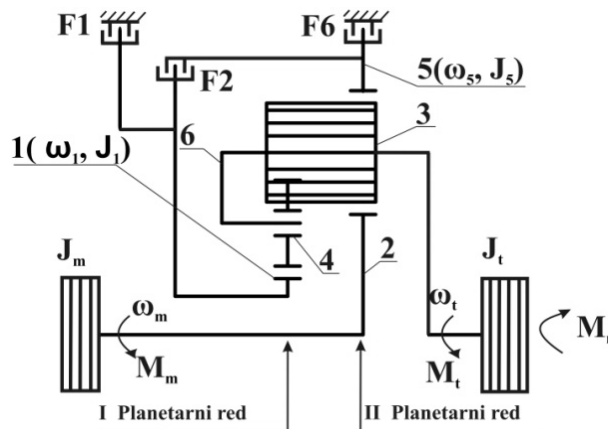 F1
F6
F2
5(ω₅, J₅)
3
1( ω₁, J₁)
6
4
2
Jₘ
Jₜ
ωₘ
ωₜ
Mₘ
Mₜ
I Planetarni red
II Planetarni red